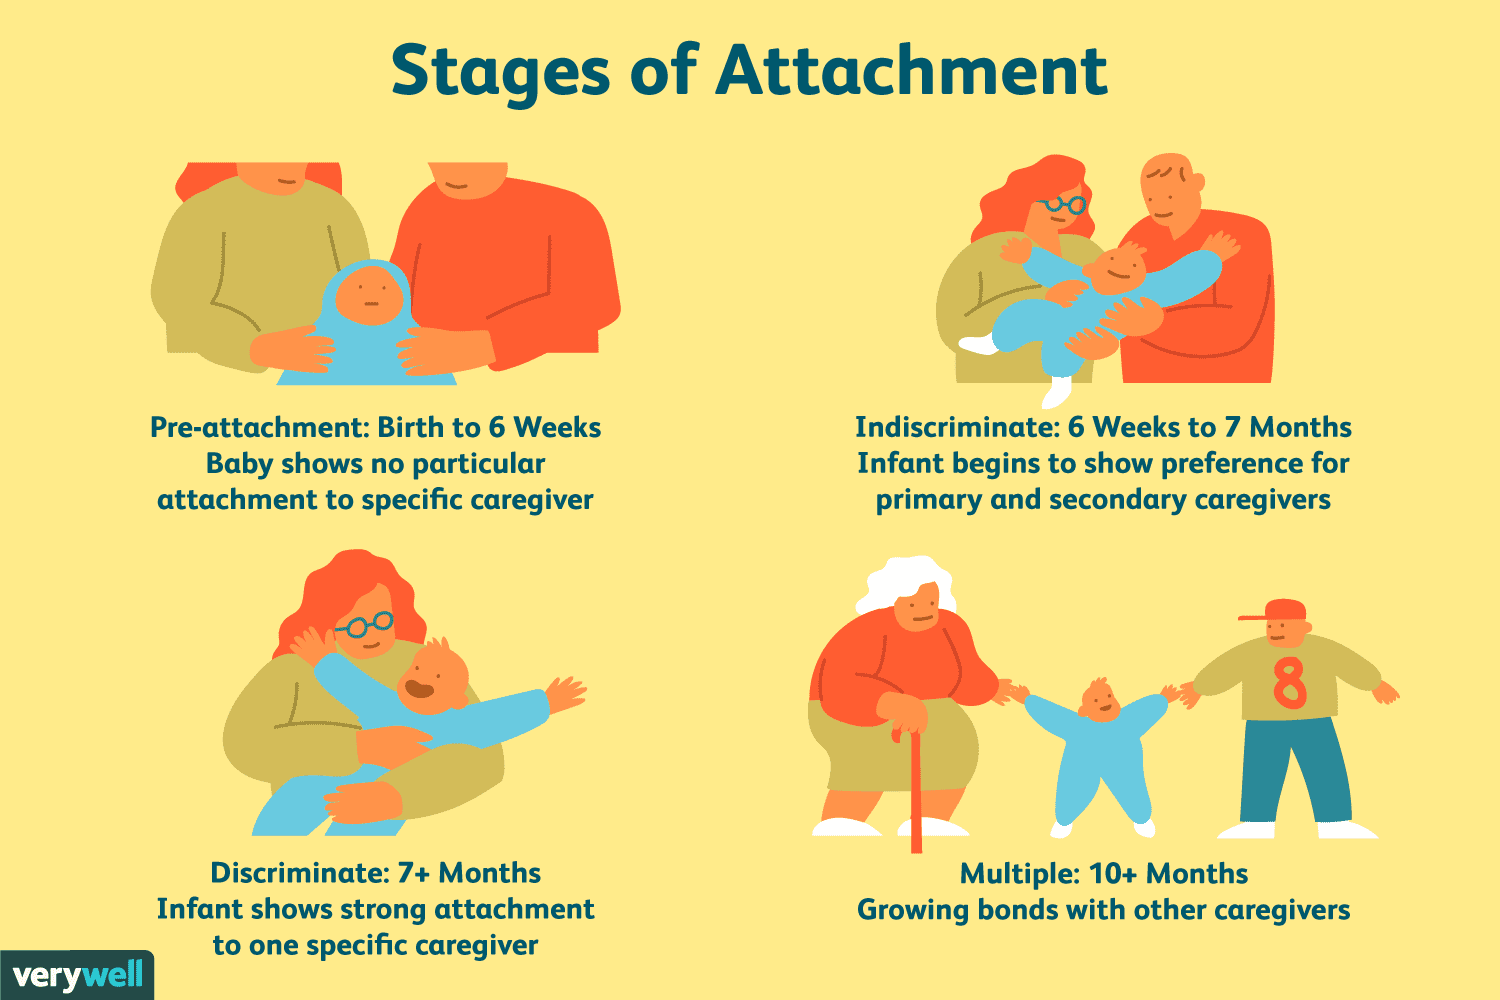 Stages of Attachment
Pre-attachment: Birth to 6 Weeks
Baby shows no particular
attachment to specific caregiver
Indiscriminate: 6 Weeks to 7 Months
Infant begins to show preference for
primary and secondary caregivers
8
Discriminate: 7+ Months
Infant shows strong attachment
to one specific caregiver
Multiple: 10+ Months
Growing bonds with other caregivers
verywell